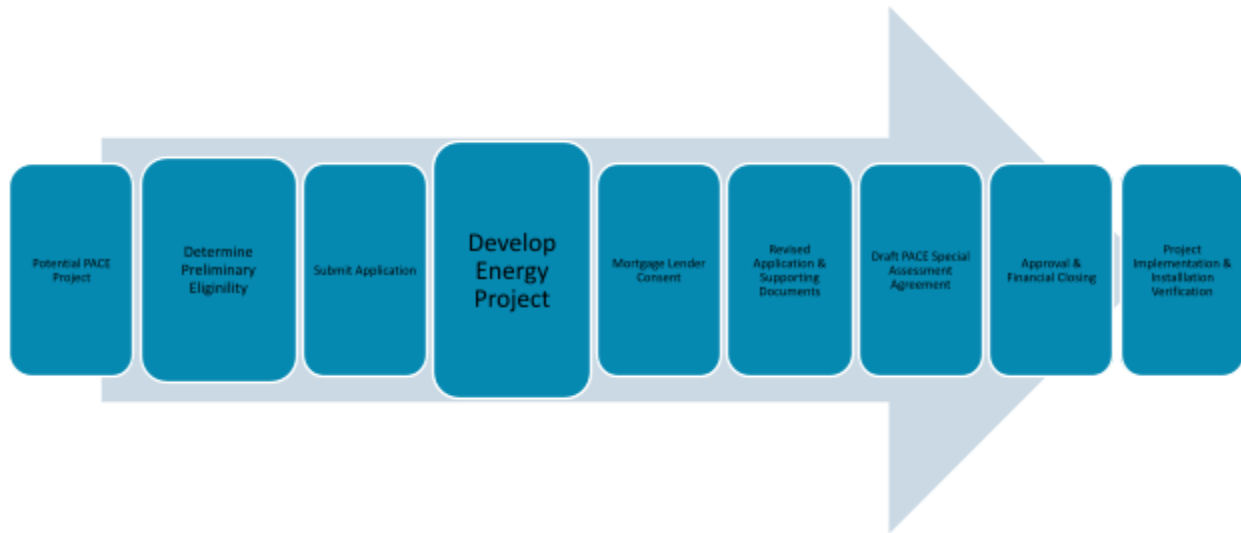 Potential PACE
Project
Determine
Preliminary
Eliginility
Submit Application
Develop
Energy
Project
Mortgage Lender
Consent
Revised
Application &
Supporting
Documents
Draft PACE Special
Assessment
Agreement
Approval &
Financial Closing
Project
Implementation &
Installation
Verification